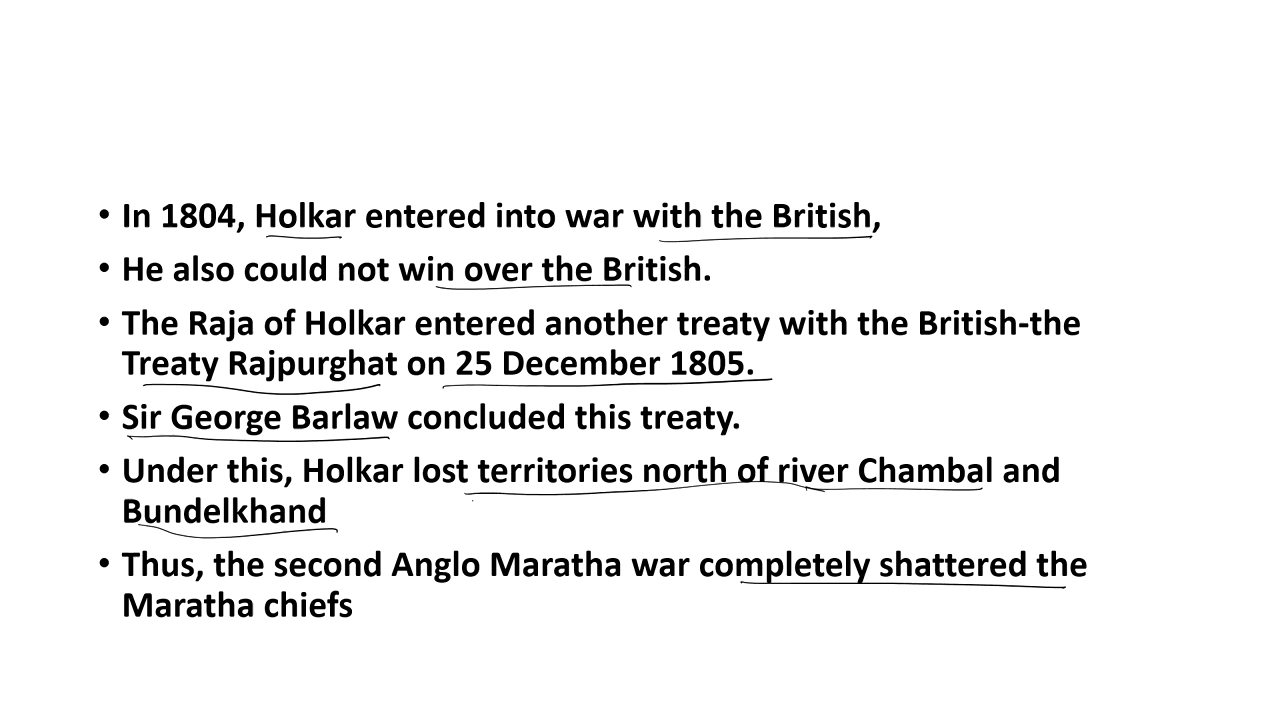 • In 1804, Holkar entered into war with the British,
• He also could not win over the British.
• The Raja of Holkar entered another treaty with the British-the
Treaty Rajpurghat on 25 December 1805.
• Sir George Barlaw concluded this treaty.
• Under this, Holkar lost territories north of river Chambal and
Bundelkhand
• Thus, the second Anglo Maratha war completely shattered the
Maratha chiefs